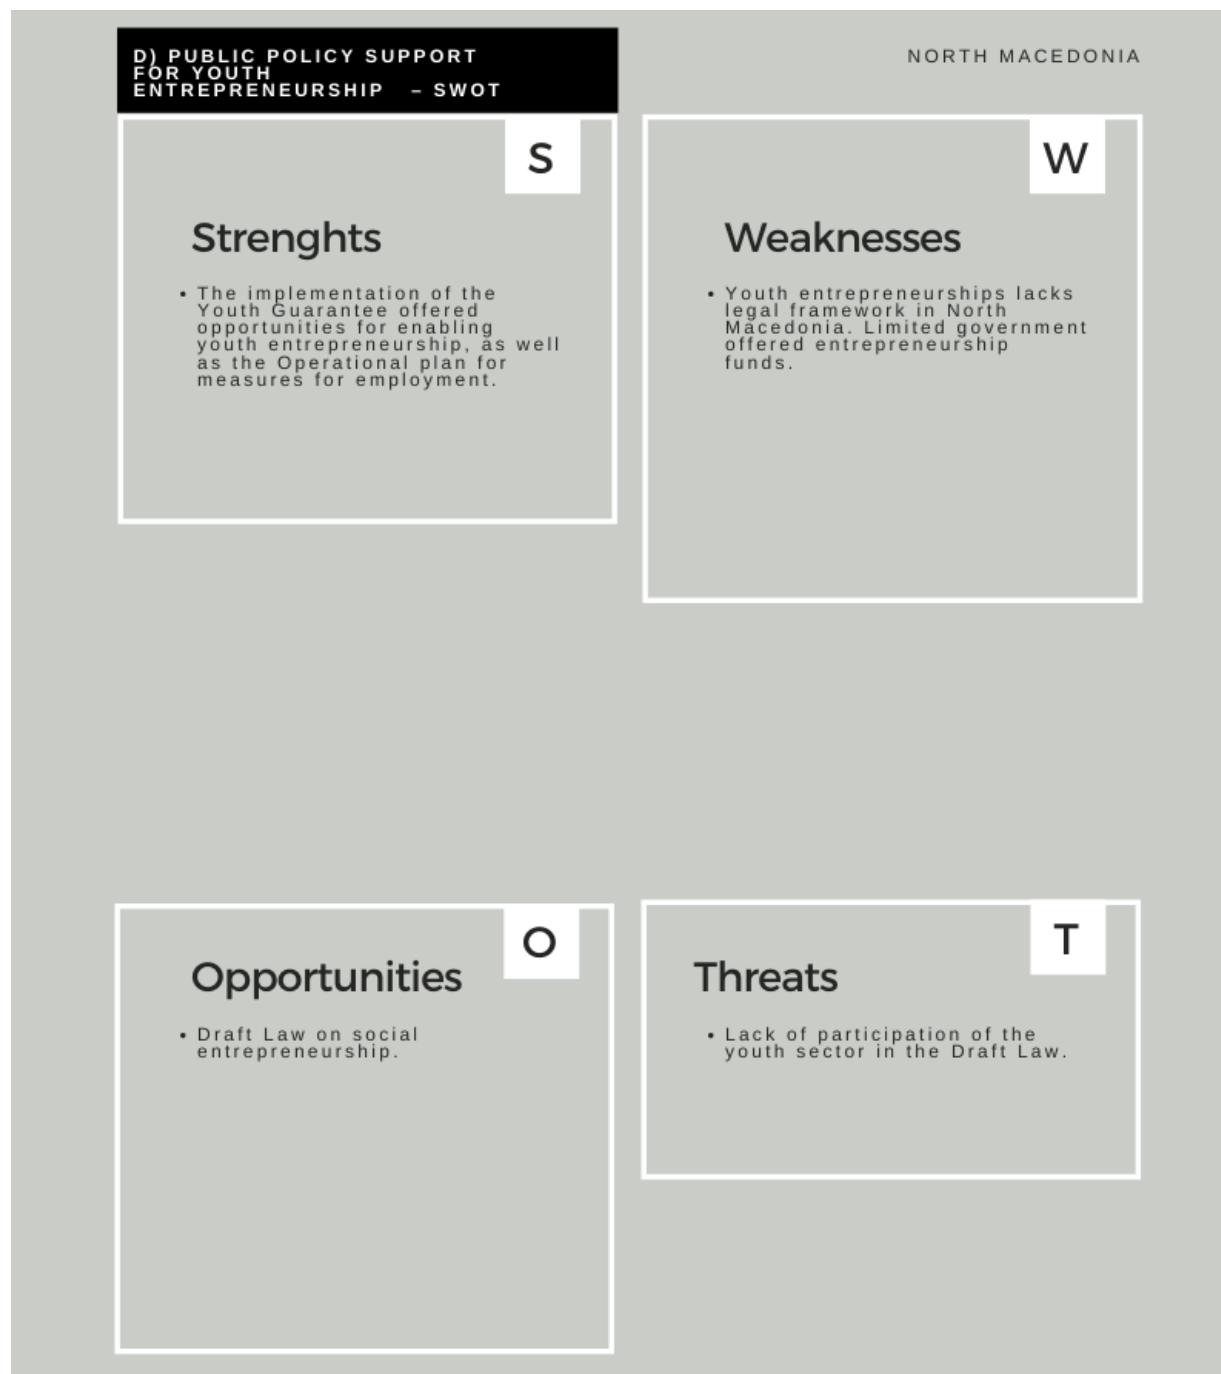 D) PUBLIC POLICY SUPPORT
FOR YOUTH
ENTREPRENEURSHIP – SWOT
NORTH MACEDONIA
S
Strenghts
• The implementation of the
Youth Guarantee offered
opportunities for enabling
youth entrepreneurship, as well
as the Operational plan for
measures for employment.
W
Weaknesses
• Youth entrepreneurships lacks
legal framework in North
Macedonia. Limited government
offered entrepreneurship
funds.
O
Opportunities
• Draft Law on social
entrepreneurship.
T
Threats
• Lack of participation of the
youth sector in the Draft Law.